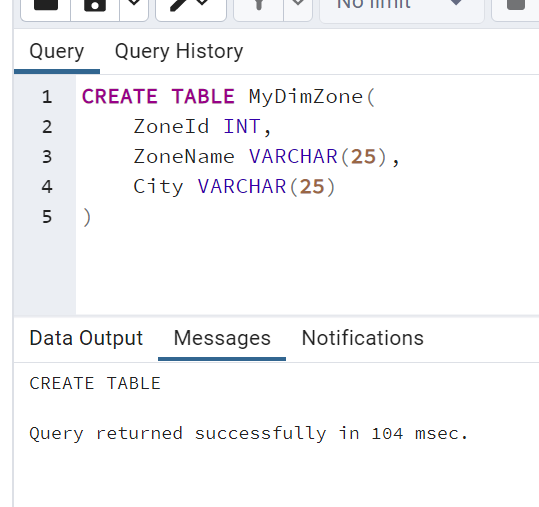 No limit
Query Query History
1 CREATE TABLE MyDimZone(
2 ZoneId INT,
3 ZoneName VARCHAR(25),
4 City VARCHAR(25)
5 )
Data Output Messages Notifications
CREATE TABLE
Query returned successfully in 104 msec.